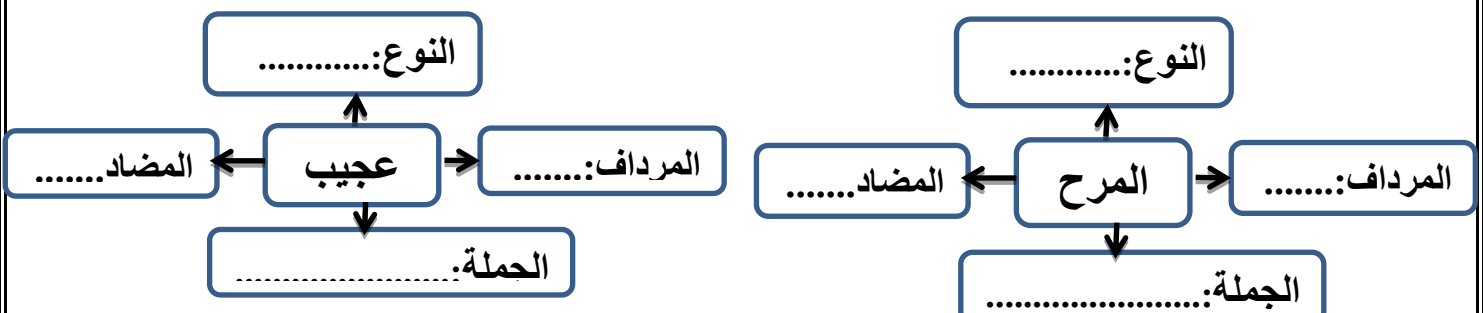 النوع:............
المرداف:.......
المرح
المضاد.......
الجملة:.......................
النوع:............
المرداف:.......
عجيب
المضاد.......
الجملة:.......................